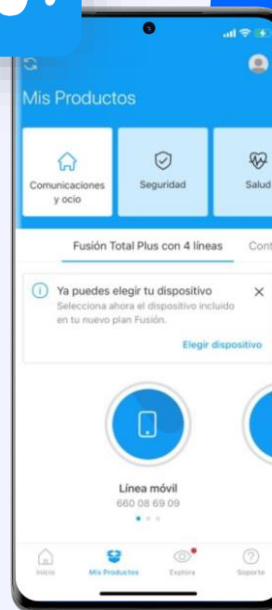 Mis Productos
Comunicaciones
y ocio
Seguridad
Salud
Fusión Total Plus con 4 líneas
Cont
Ya puedes elegir tu dispositivo
Selecciona ahora el dispositivo incluido
en tu nuevo plan Fusión.
Elegir dispositivo
Línea móvil
660 08 69 09
Inicio
Mis Productos
Explora
Soporte